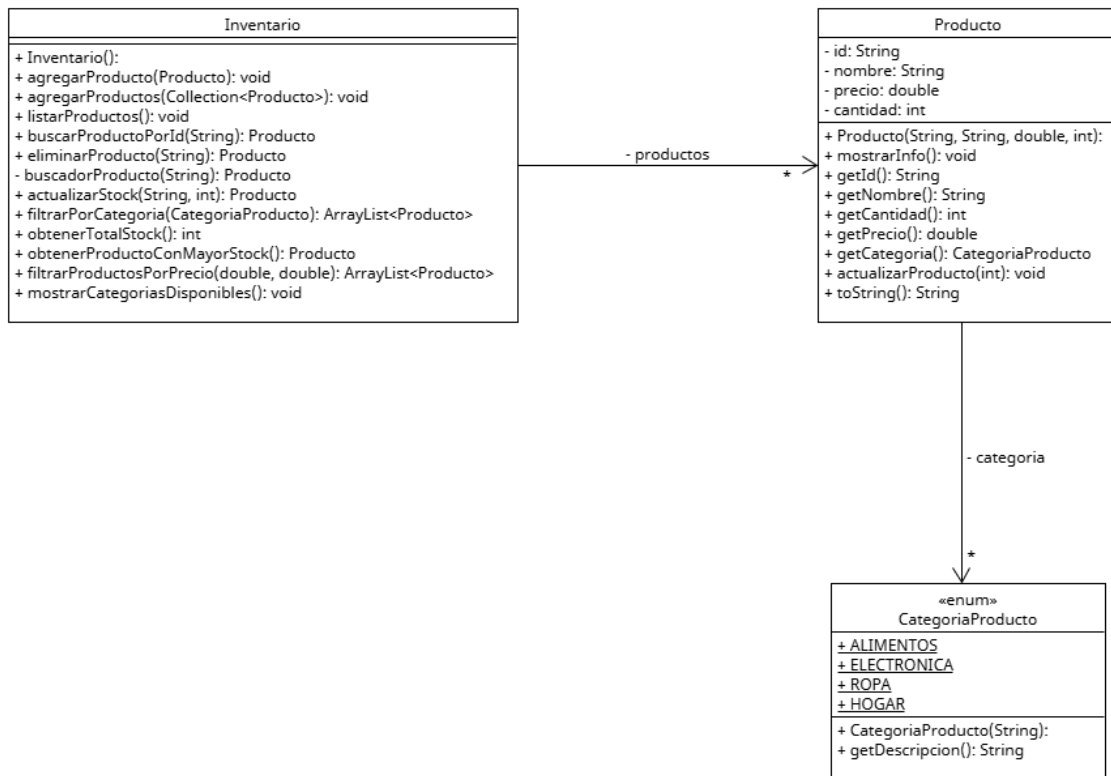 Inventario
+ Inventario():
+ agregarProducto(Producto): void
+ agregarProductos(Collection<Producto>): void
+ listarProductos(): void
+ buscarProductoPorId(String): Producto
+ eliminarProducto(String): Producto
- buscadorProducto(String): Producto
+ actualizarStock(String, int): Producto
+ filtrarPorCategoria(CategoriaProducto): ArrayList<Producto>
+ obtenerTotalStock(): int
+ obtenerProductoConMayorStock(): Producto
+ filtrarProductosPorPrecio(double, double): ArrayList<Producto>
+ mostrarCategoriasDisponibles(): void
- productos
*
Producto
- id: String
- nombre: String
- precio: double
- cantidad: int
+ Producto(String, String, double, int):
+ mostrarInfo(): void
+ getId(): String
+ getNombre(): String
+ getCantidad(): int
+ getPrecio(): double
+ getCategoria(): CategoriaProducto
+ actualizarProducto(int): void
+ toString(): String
- categoria
*
«enum»
CategoriaProducto
+ ALIMENTOS
+ ELECTRONICA
+ ROPA
+ HOGAR
+ CategoriaProducto(String):
+ getDescripcion(): String